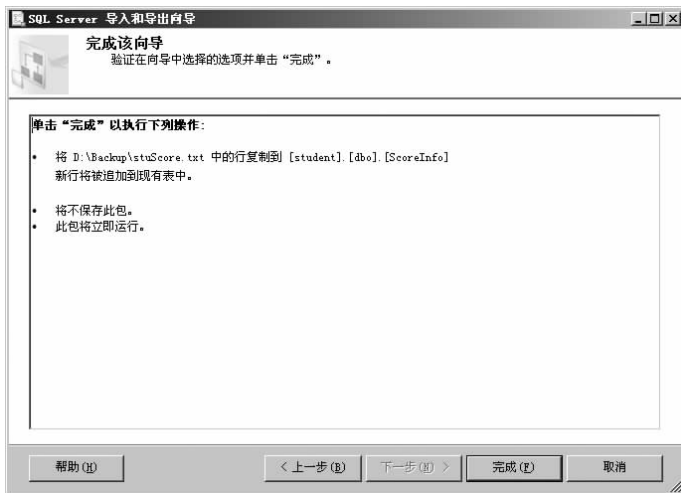 SQL Server 导入和导出向导
完成该向导
验证在向导中选择的选项并单击“完成”。
单击“完成”以执行下列操作:
• 将 D:\Backup\stuScore.txt 中的行复制到 [student].[dbo].[ScoreInfo]
新行将被追加到现有表中。
• 将不保存此包。
• 此包将立即运行。
帮助(H) < 上一步(B) 下一步(N) > 完成(F) 取消